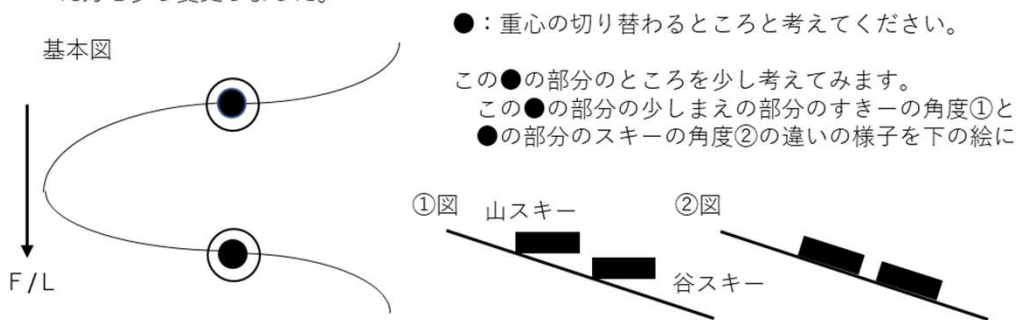 ●：重心の切り替わるところと考えてください。
基本図
この●の部分のところを少し考えてみます。
この●の部分の少しまえの部分のすきーの角度①と
●の部分のスキーの角度②の違いの様子を下の絵に
①図 山スキー
②図
谷スキー
F/L